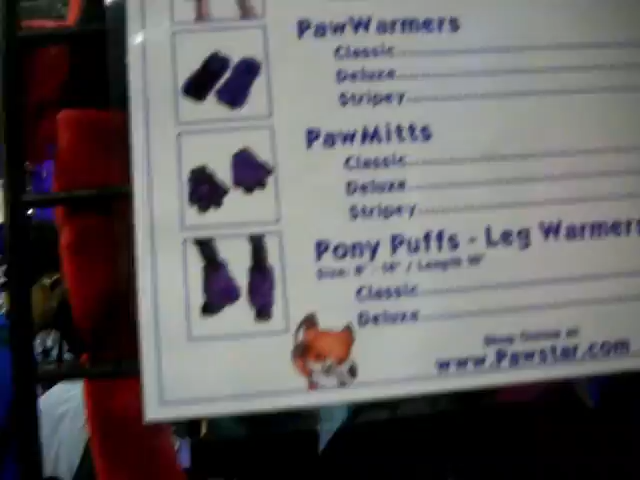 PawWarmers
Classic
Deluxe
Stripey
PawMitts
Classic
Deluxe
Stripey
Pony Puffs - Leg Warmers
Classic
Deluxe
www.Pawstar.com